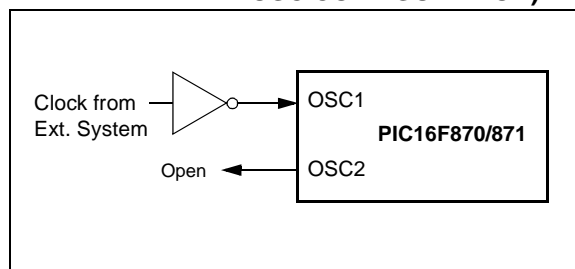 Clock from
Ext. System
OSC1
PIC16F870/871
Open
OSC2